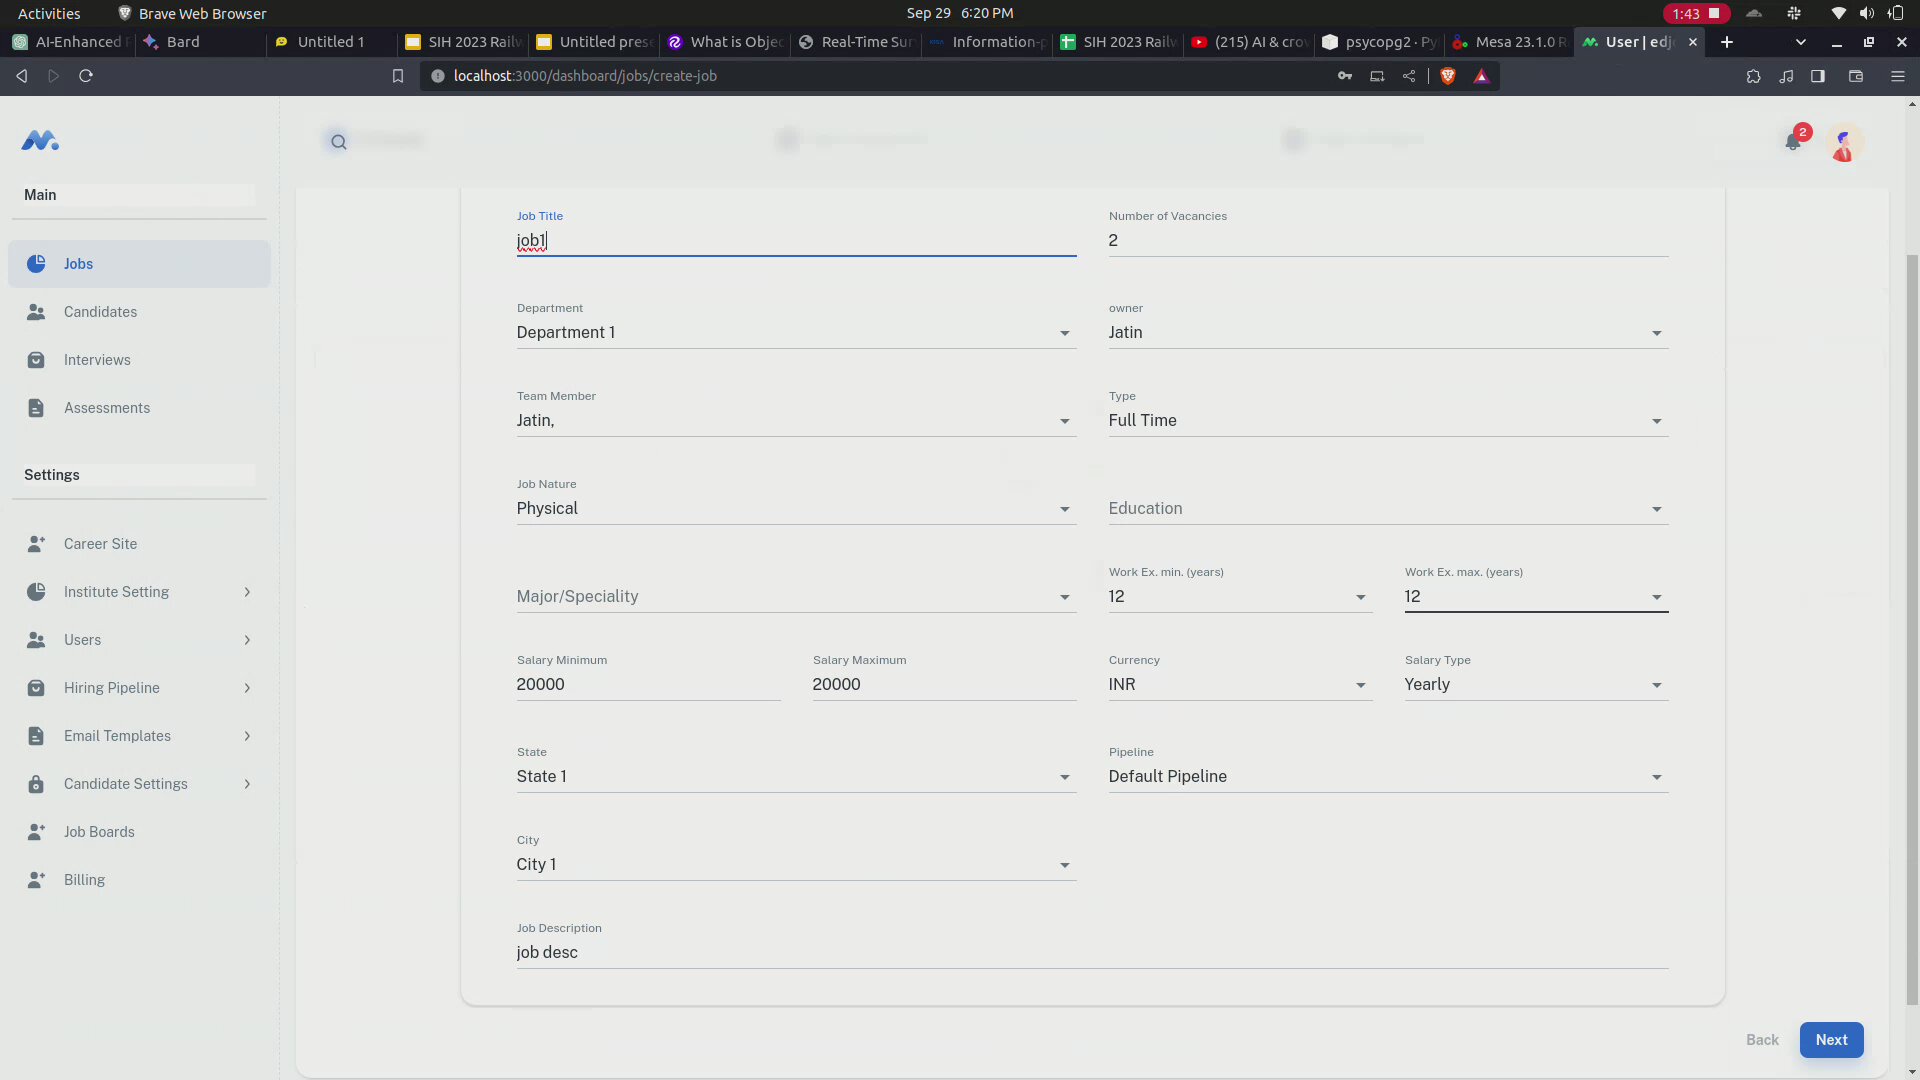 Activities
Brave Web Browser
Sep 29 6:20 PM
1:43
AI-Enhanced
Bard
Untitled 1
SIH 2023 Railw
Untitled prese
What is Objec
Real-Time Sur
Information-p
SIH 2023 Railw
(215) AI & crow
psycopg2 · Py
Mesa 23.1.0 R
User | edjo
localhost:3000/dashboard/jobs/create-job
2
Main
Jobs
Candidates
Interviews
Assessments
Settings
Career Site
Institute Setting
Users
Hiring Pipeline
Email Templates
Candidate Settings
Job Boards
Billing
Job Title
job1
Number of Vacancies
2
Department
Department 1
owner
Jatin
Team Member
Jatin,
Type
Full Time
Job Nature
Physical
Education
Major/Speciality
Work Ex. min. (years)
12
Work Ex. max. (years)
12
Salary Minimum
20000
Salary Maximum
20000
Currency
INR
Salary Type
Yearly
State
State 1
Pipeline
Default Pipeline
City
City 1
Job Description
job desc
Back
Next